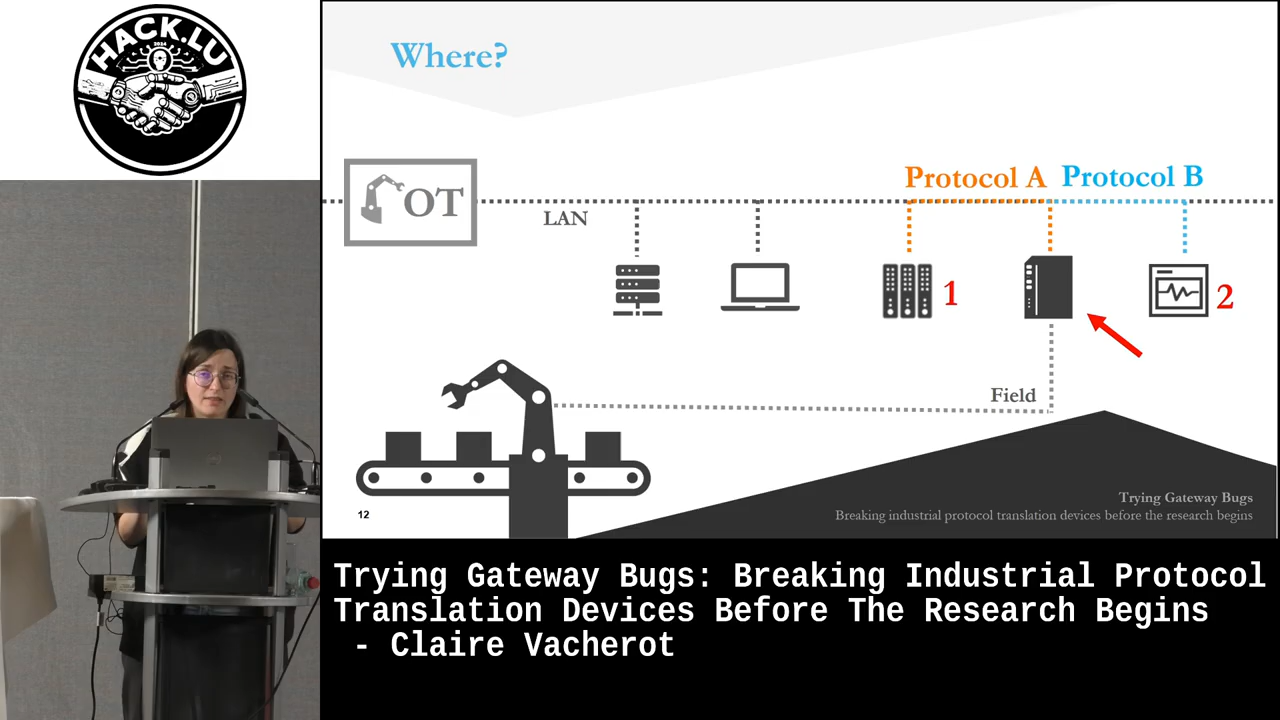 HACK.LU
2024
Where?
OT
LAN
Protocol A
Protocol B
1
2
Field
12
Trying Gateway Bugs
Breaking industrial protocol translation devices before the research begins
Trying Gateway Bugs: Breaking Industrial Protocol
Translation Devices Before The Research Begins
- Claire Vacherot